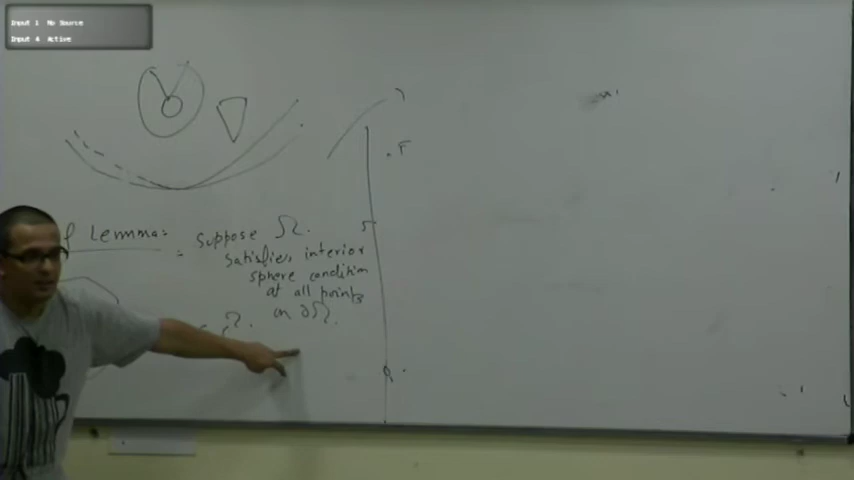 Input 1 No Source
Input 4 Active
f Lemma: Suppose Ω.
Satisfies interior
sphere condition
at all points
on ∂Ω.
Ω.